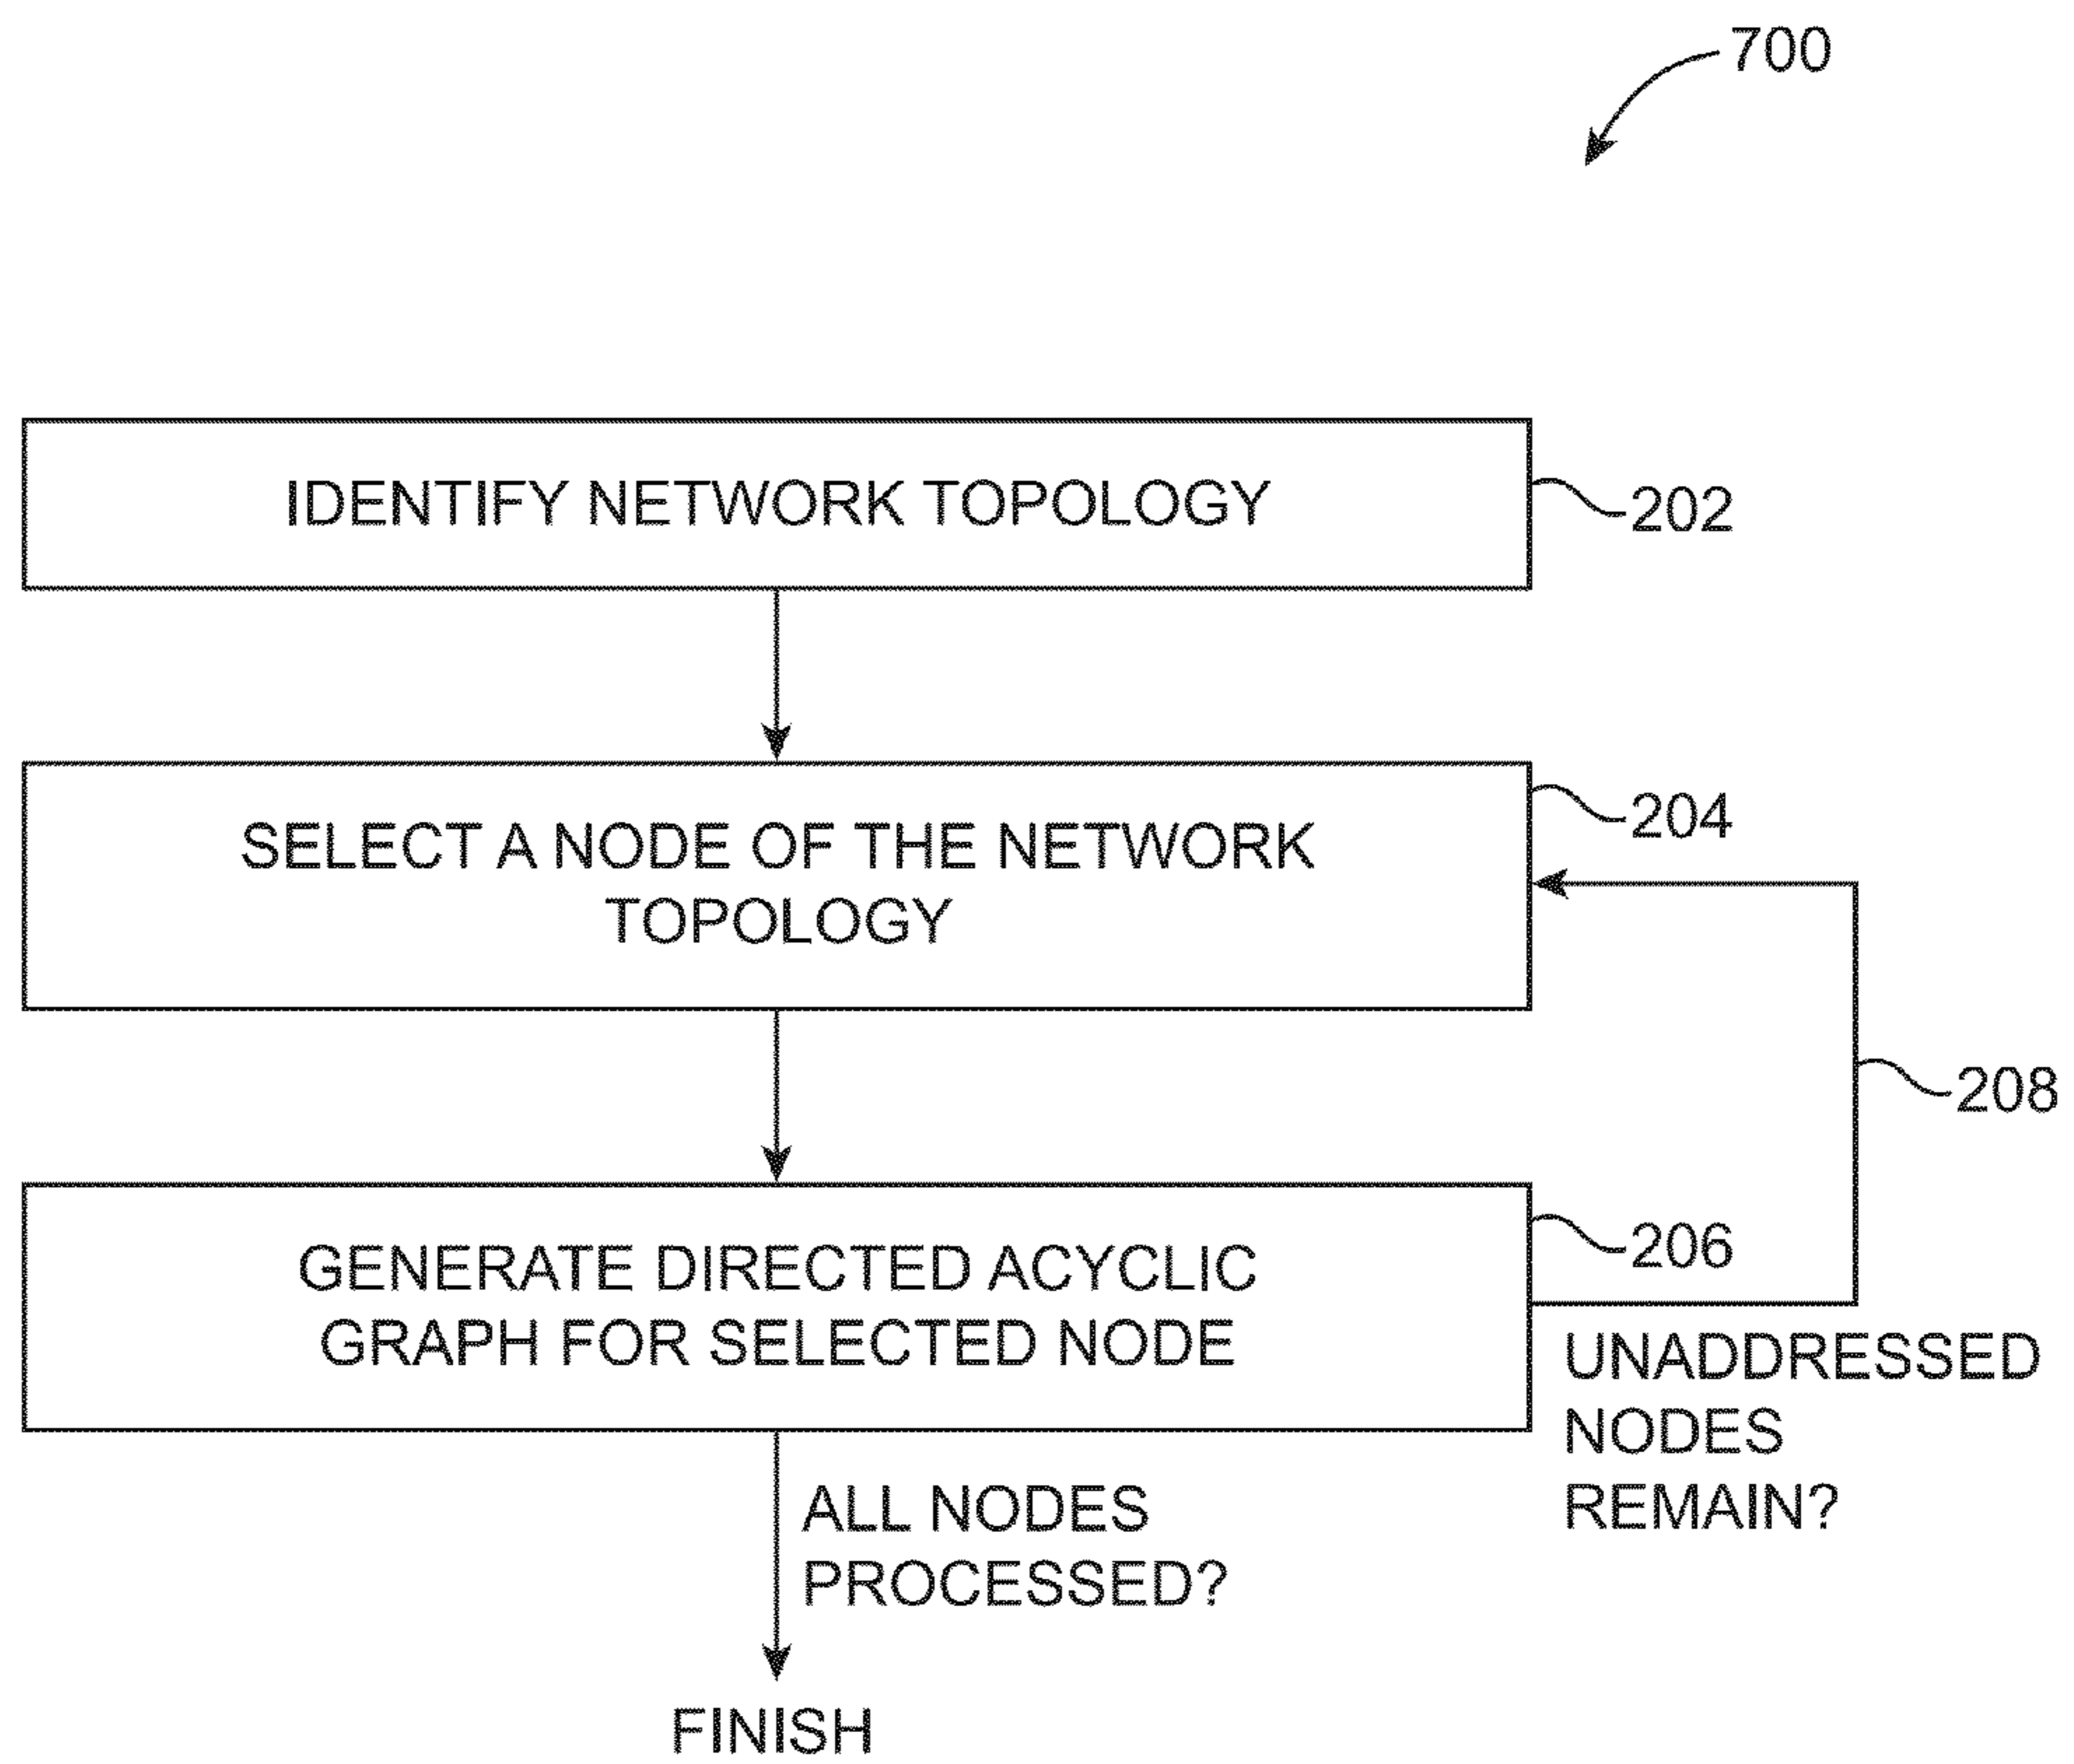 700
IDENTIFY NETWORK TOPOLOGY
202
SELECT A NODE OF THE NETWORK
TOPOLOGY
204
208
GENERATE DIRECTED ACYCLIC
GRAPH FOR SELECTED NODE
206
UNADDRESSED
NODES
REMAIN?
ALL NODES
PROCESSED?
FINISH